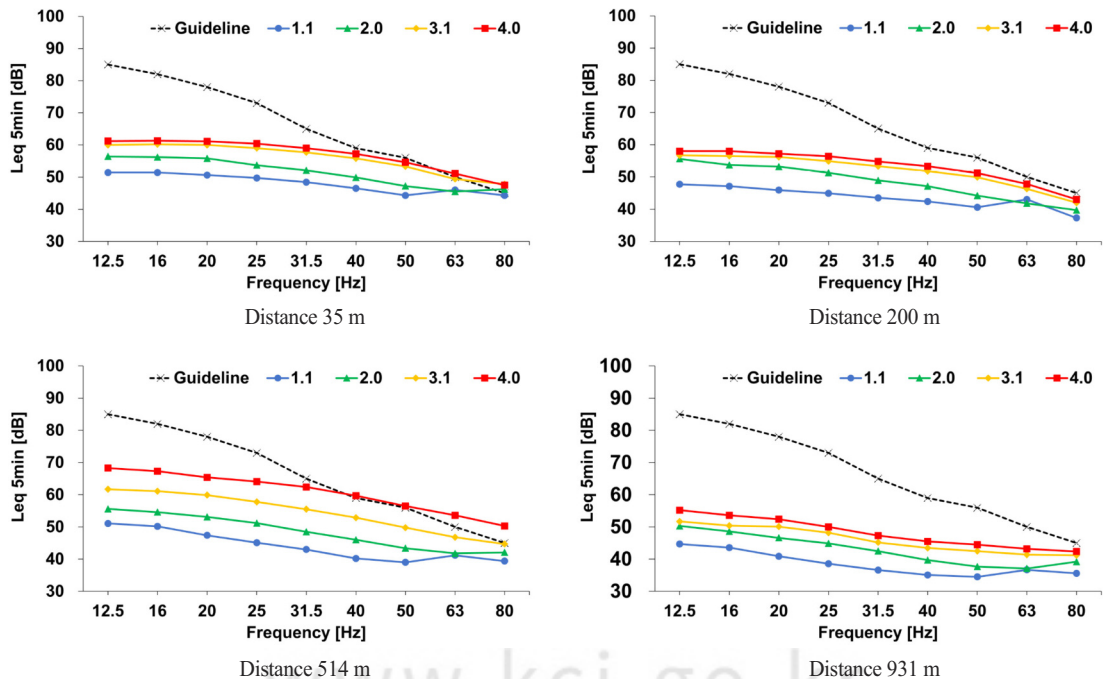 100
90
80
70
60
50
40
30
Leq 5min [dB]
Guideline 1.1 2.0 3.1 4.0
12.5 16 20 25 31.5 40 50 63 80
Frequency [Hz]
Distance 35 m
100
90
80
70
60
50
40
30
Leq 5min [dB]
Guideline 1.1 2.0 3.1 4.0
12.5 16 20 25 31.5 40 50 63 80
Frequency [Hz]
Distance 200 m
100
90
80
70
60
50
40
30
Leq 5min [dB]
Guideline 1.1 2.0 3.1 4.0
12.5 16 20 25 31.5 40 50 63 80
Frequency [Hz]
Distance 514 m
100
90
80
70
60
50
40
30
Leq 5min [dB]
Guideline 1.1 2.0 3.1 4.0
12.5 16 20 25 31.5 40 50 63 80
Frequency [Hz]
Distance 931 m